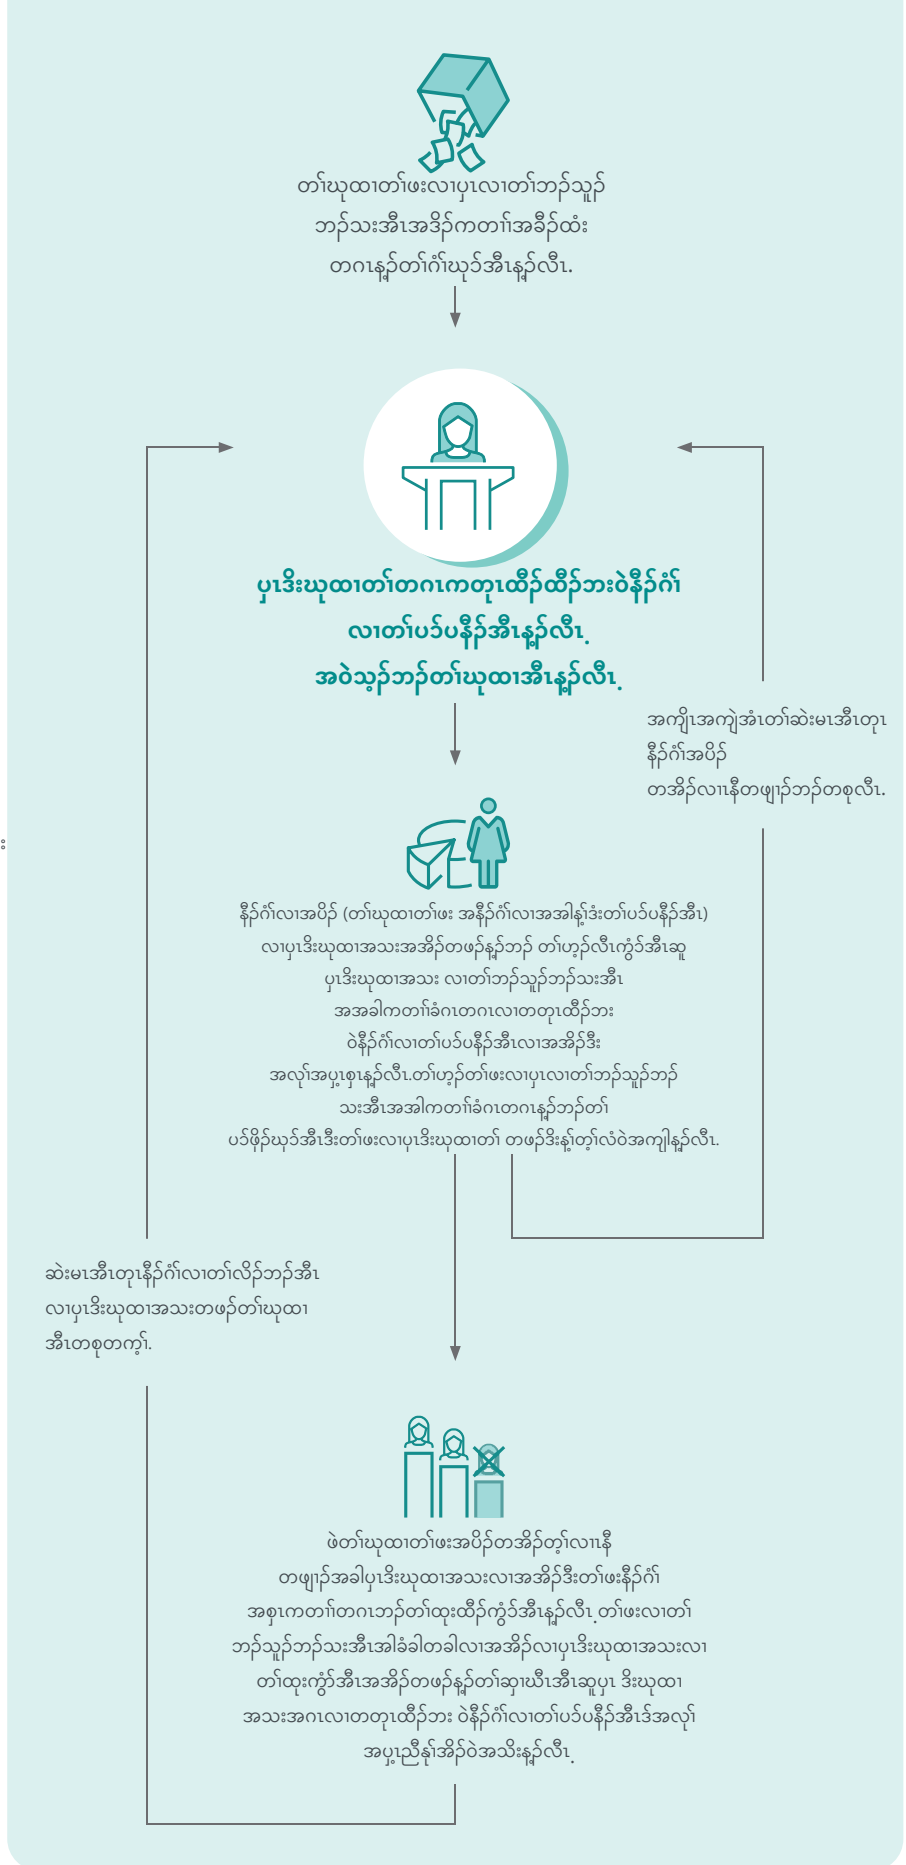 တၢ်ဃုထၢတၢ်ဖးလၢပှၤလၢတၢ်ဘၣ်သူၣ်
ဘၣ်သးအီၤအဒိၣ်ကတၢၢ်အခီၣ်ထံး
တဂၤန့ၣ်တၢ်ဂံၢ်ဃုာ်အီၤန့ၣ်လီၤ.
ပှၤဒိးဃုထၢတၢ်တဂၤကတုၤထီၣ်ထီၣ်ဘးဝဲနီၣ်ဂံၢ်
လၢတၢ်ပာ်ပနီၣ်အီၤန့ၣ်လီၤ.
အဝဲသ့ၣ်ဘၣ်တၢ်ဃုထၢအီၤန့ၣ်လီၤ.
အကျိၤအကျဲအံၤတၢ်ဆဲးမၤအီၤတုၤ
နီၣ်ဂံၢ်အပိၣ်
တအိၣ်လၢၤနီတဖျၢၣ်ဘၣ်တစုလီၤ.
နီၣ်ဂံၢ်လၢအပိၣ် (တၢ်ဃုထၢတၢ်ဖး အနီၣ်ဂံၢ်လၢအအါန့ၢ်ဒံးတၢ်ပာ်ပနီၣ်အီၤ)
လၢပှၤဒိးဃုထၢအသးအအိၣ်တဖၣ်န့ၣ်ဘၣ် တၢ်ဟ့ၣ်လီၤကွံာ်အီၤဆူ
ပှၤဒိးဃုထၢအသး လၢတၢ်ဘၣ်သူၣ်ဘၣ်သးအီၤ
အအခါကတၢၢ်ခံဂၤတဂၤလၢတတုၤထီၣ်ဘး
ဝဲနီၣ်ဂံၢ်လၢတၢ်ပာ်ပနီၣ်အီၤလၢအအိၣ်ဒီး
အလုၢ်အပှ့ၤစှၤန့ၣ်လီၤ.တၢ်ဟ့ၣ်တၢ်ဖးလၢပှၤလၢတၢ်ဘၣ်သူၣ်ဘၣ်
သးအီၤအအါကတၢၢ်ခံဂၤတဂၤန့ၣ်ဘၣ်တၢ်
ပာ်ဖှိၣ်ဃုာ်အီၤဒီးတၢ်ဖးလၢပှၤဒိးဃုထၢတၢ် တဖၣ်ဒိးန့ၢ်တ့ၢ်လံဝဲအကျါန့ၣ်လီၤ.
ဆဲးမၤအီၤတုၤနီၣ်ဂံၢ်လၢတၢ်လိၣ်ဘၣ်အီၤ
လၢပှၤဒိးဃုထၢအသးတဖၣ်တၢ်ဃုထၢ
အီၤတစုတက့ၢ်.
ဖဲတၢ်ဃုထၢတၢ်ဖးအပိၣ်တအိၣ်တ့ၢ်လၢၤနီ
တဖျၢၣ်အခါပှၤဒိးဃုထၢအသးလၢအအိၣ်ဒီးတၢ်ဖးနီၣ်ဂံၢ်
အစှၤကတၢၢ်တဂၤဘၣ်တၢ်ထုးထီၣ်ကွံာ်အီၤန့ၣ်လီၤ.တၢ်ဖးလၢတၢ်
ဘၣ်သူၣ်ဘၣ်သးအီၤအါခံခါတခါလၢအအိၣ်လၢပှၤဒိးဃုထၢအသးလၢ
တၢ်ထုးကွံာ်အီၤအအိၣ်တဖၣ်န့ၣ်တၢ်ဆှၢဃီၤအီၤဆူပှၤ ဒိးဃုထၢ
အသးအဂၤလၢတတုၤထီၣ်ဘး ဝဲနီၣ်ဂံၢ်လၢတၢ်ပာ်ပနီၣ်အီၤဒ်အလုၢ်
အပှ့ၤညီနုၢ်အိၣ်ဝဲအသိးန့ၣ်လီၤ.